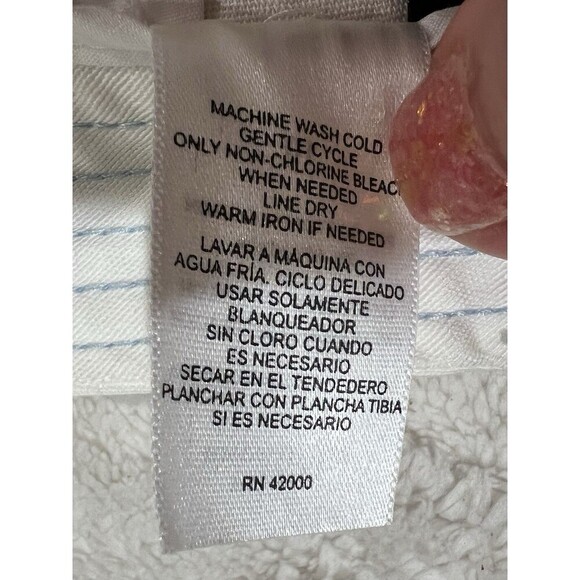 MACHINE WASH COLD
GENTLE CYCLE
ONLY NON-CHLORINE BLEAC
WHEN NEEDED
LINE DRY
WARM IRON IF NEEDED
LAVAR A MÁQUINA CON
AGUA FRÍA. CICLO DELICADO
USAR SOLAMENTE
BLANQUEADOR
SIN CLORO CUANDO
ES NECESARIO
SECAR EN EL TENDEDERO
PLANCHAR CON PLANCHA TIBIA
SI ES NECESARIO
RN 42000